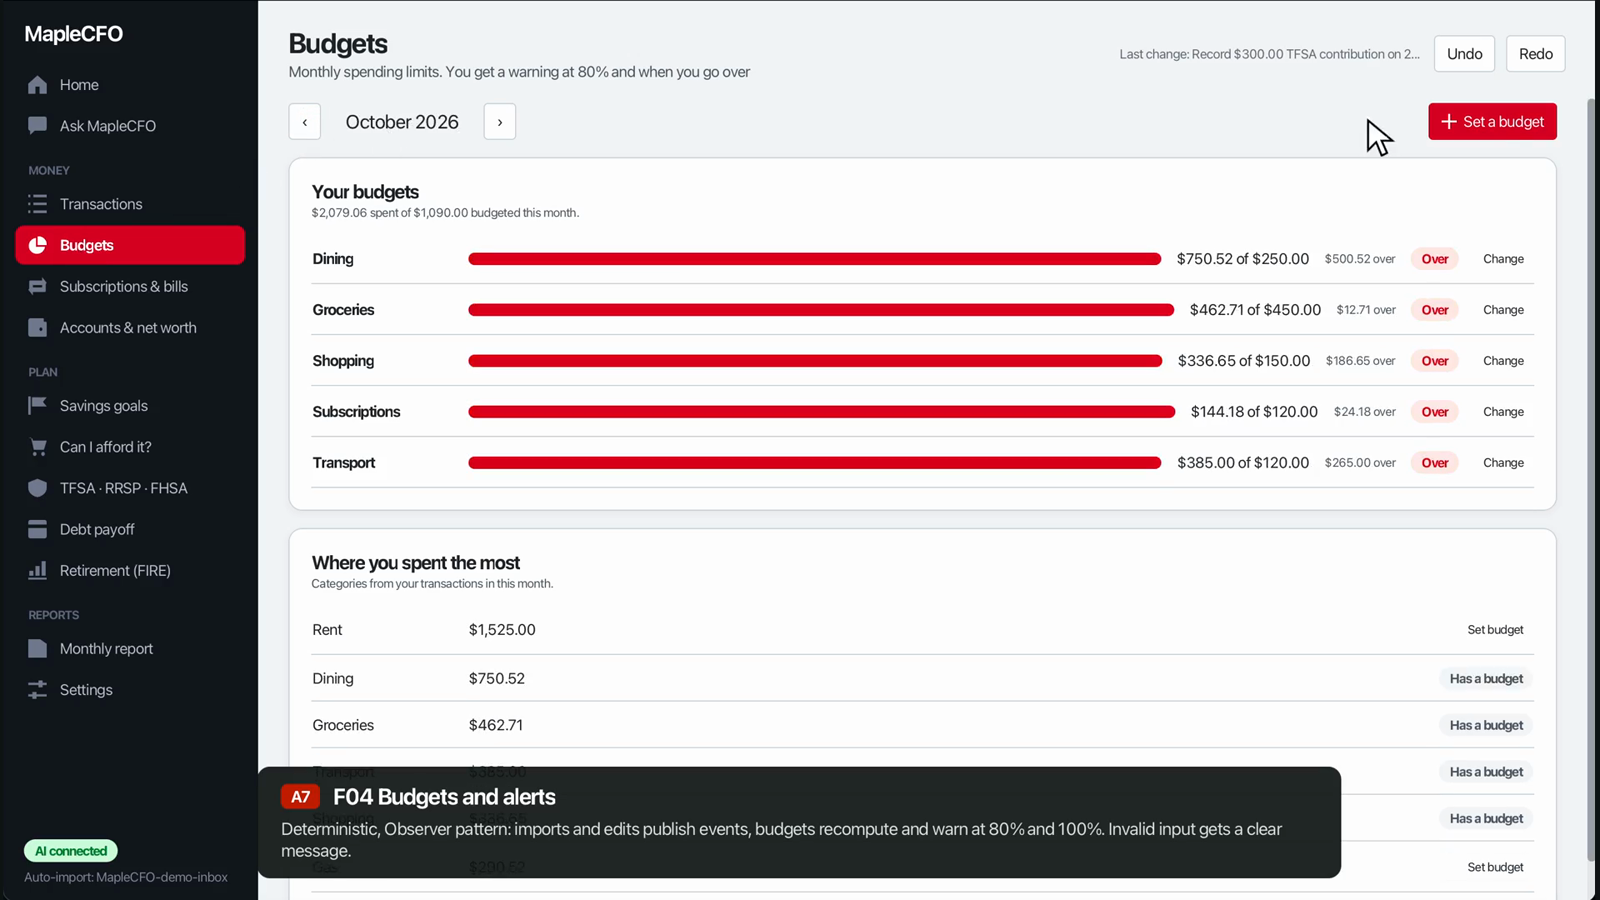 MapleCFO
Home
Ask MapleCFO
MONEY
Transactions
Budgets
Subscriptions & bills
Accounts & net worth
PLAN
Savings goals
Can I afford it?
TFSA · RRSP · FHSA
Debt payoff
Retirement (FIRE)
REPORTS
Monthly report
Settings
AI connected
Auto-import: MapleCFO-demo-inbox
Budgets
Monthly spending limits. You get a warning at 80% and when you go over
Last change: Record $300.00 TFSA contribution on 2...
Undo
Redo
‹
October 2026
›
+ Set a budget
Your budgets
$2,079.06 spent of $1,090.00 budgeted this month.
Dining $750.52 of $250.00 $500.52 over Over Change
Groceries $462.71 of $450.00 $12.71 over Over Change
Shopping $336.65 of $150.00 $186.65 over Over Change
Subscriptions $144.18 of $120.00 $24.18 over Over Change
Transport $385.00 of $120.00 $265.00 over Over Change
Where you spent the most
Categories from your transactions in this month.
Rent $1,525.00 Set budget
Dining $750.52 Has a budget
Groceries $462.71 Has a budget
Transport $385.00 Has a budget
Has a budget
Set budget
A7 F04 Budgets and alerts
Deterministic, Observer pattern: imports and edits publish events, budgets recompute and warn at 80% and 100%. Invalid input gets a clear
message.